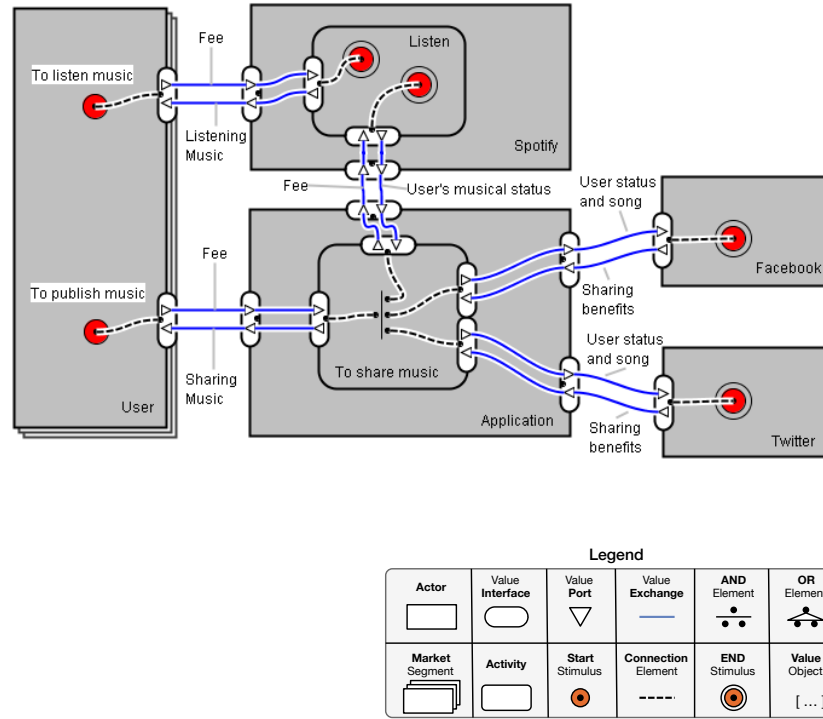 Fee
To listen music
Listening
Music
Listen
Spotify
Fee
User's musical status
User status
and song
Facebook
Sharing
benefits
Fee
To publish music
Sharing
Music
User
To share music
Application
User status
and song
Sharing
benefits
Twitter
Legend
Actor
Value
Interface
Value
Port
Value
Exchange
AND
Element
OR
Elemen
Market
Segment
Activity
Start
Stimulus
Connection
Element
END
Stimulus
Value
Object
[ ... ]